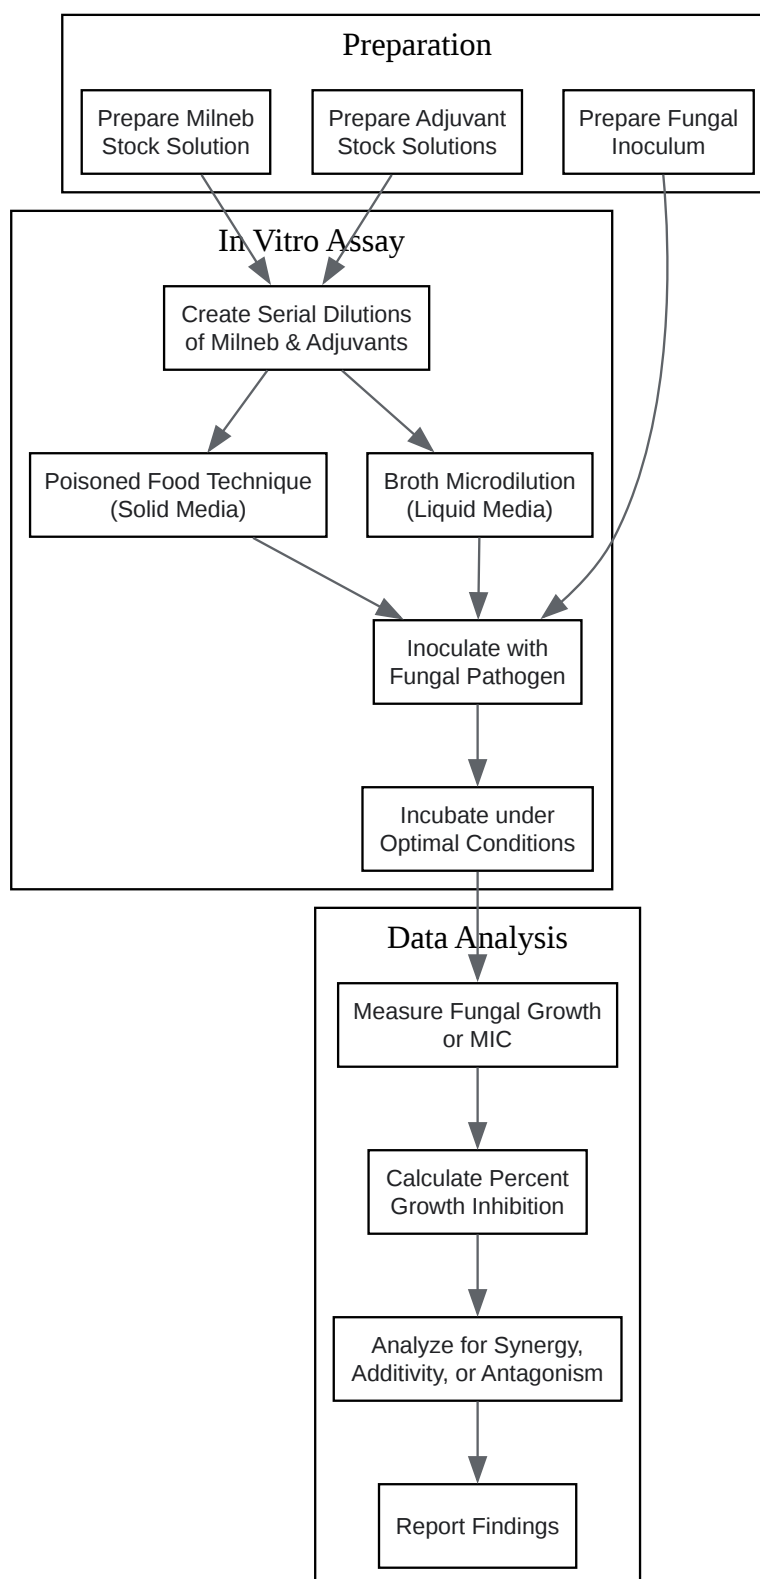 Preparation
Prepare Milneb
Stock Solution
Prepare Adjuvant
Stock Solutions
Prepare Fungal
Inoculum
In Vitro Assay
Create Serial Dilutions
of Milneb & Adjuvants
Poisoned Food Technique
(Solid Media)
Broth Microdilution
(Liquid Media)
Inoculate with
Fungal Pathogen
Incubate under
Optimal Conditions
Data Analysis
Measure Fungal Growth
or MIC
Calculate Percent
Growth Inhibition
Analyze for Synergy,
Additivity, or Antagonism
Report Findings